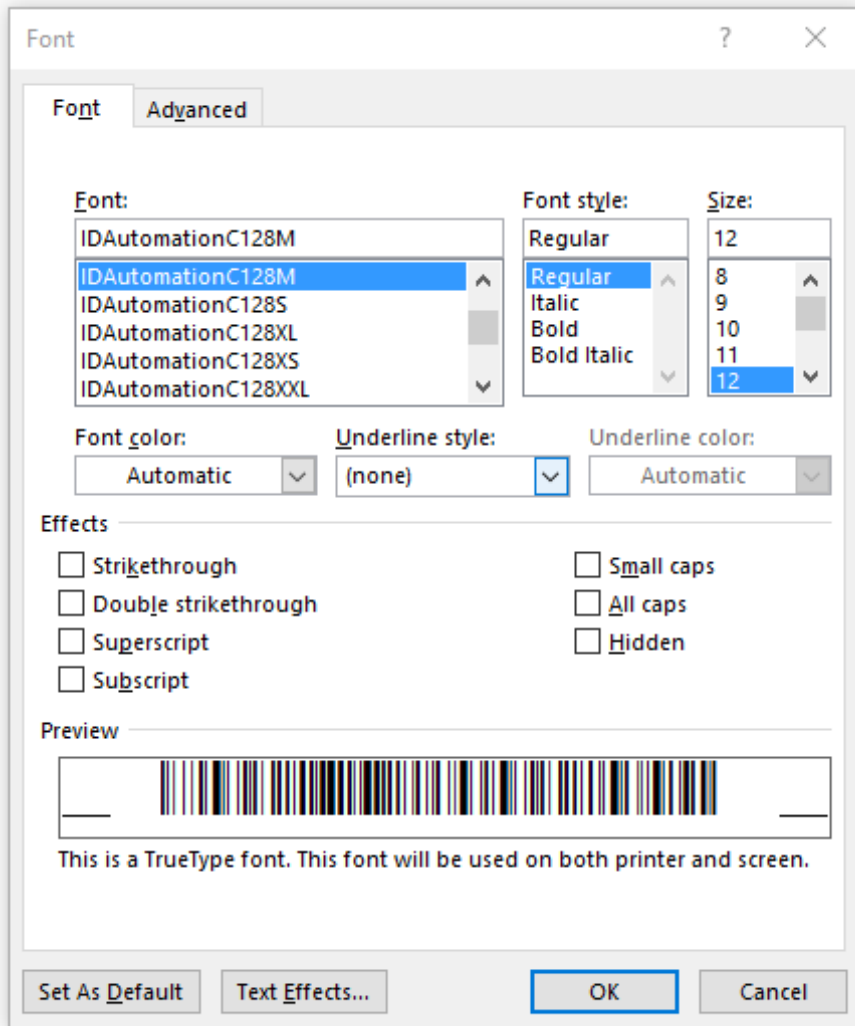 Font ?
Font Advanced
Font: Font style: Size:
IDAutomationC128M Regular 12
IDAutomationC128M Regular 8
IDAutomationC128S Italic 9
IDAutomationC128XL Bold 10
IDAutomationC128XS Bold Italic 11
IDAutomationC128XXL 12
Font color: Underline style: Underline color:
Automatic (none) Automatic
Effects
Strikethrough Small caps
Double strikethrough All caps
Superscript Hidden
Subscript
Preview
This is a TrueType font. This font will be used on both printer and screen.
Set As Default Text Effects... OK Cancel